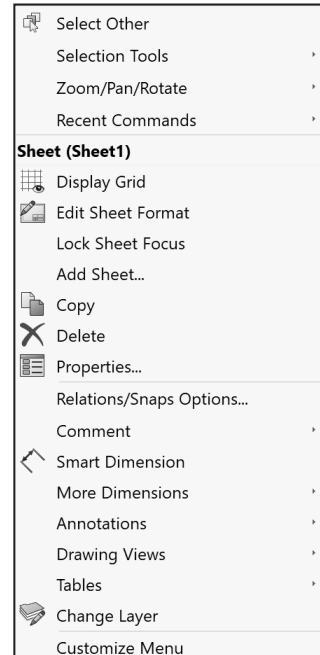 Select Other
Selection Tools
Zoom/Pan/Rotate
Recent Commands
Sheet (Sheet1)
Display Grid
Edit Sheet Format
Lock Sheet Focus
Add Sheet...
Copy
Delete
Properties...
Relations/Snaps Options...
Comment
Smart Dimension
More Dimensions
Annotations
Drawing Views
Tables
Change Layer
Customize Menu